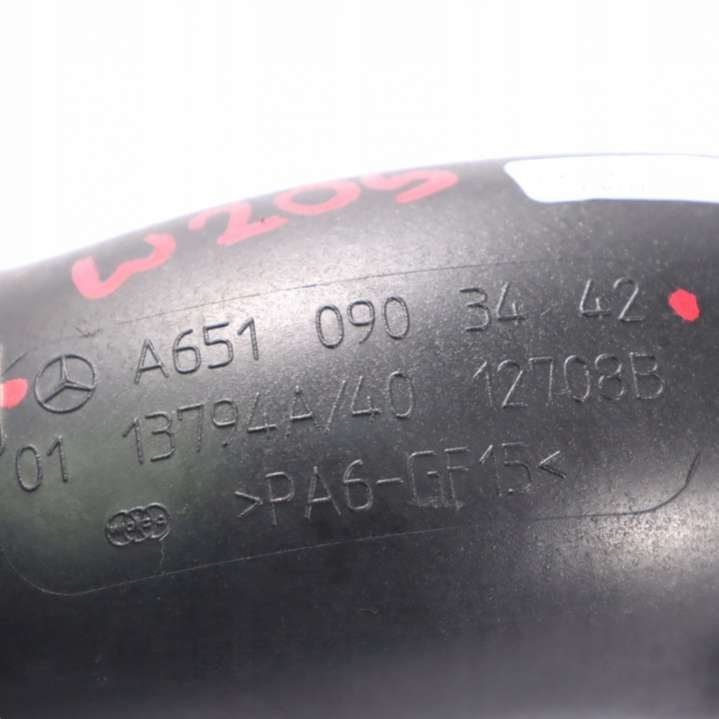 W205
A651 090 34 42
01 13794A/40 12708B
>PA6-GF15<